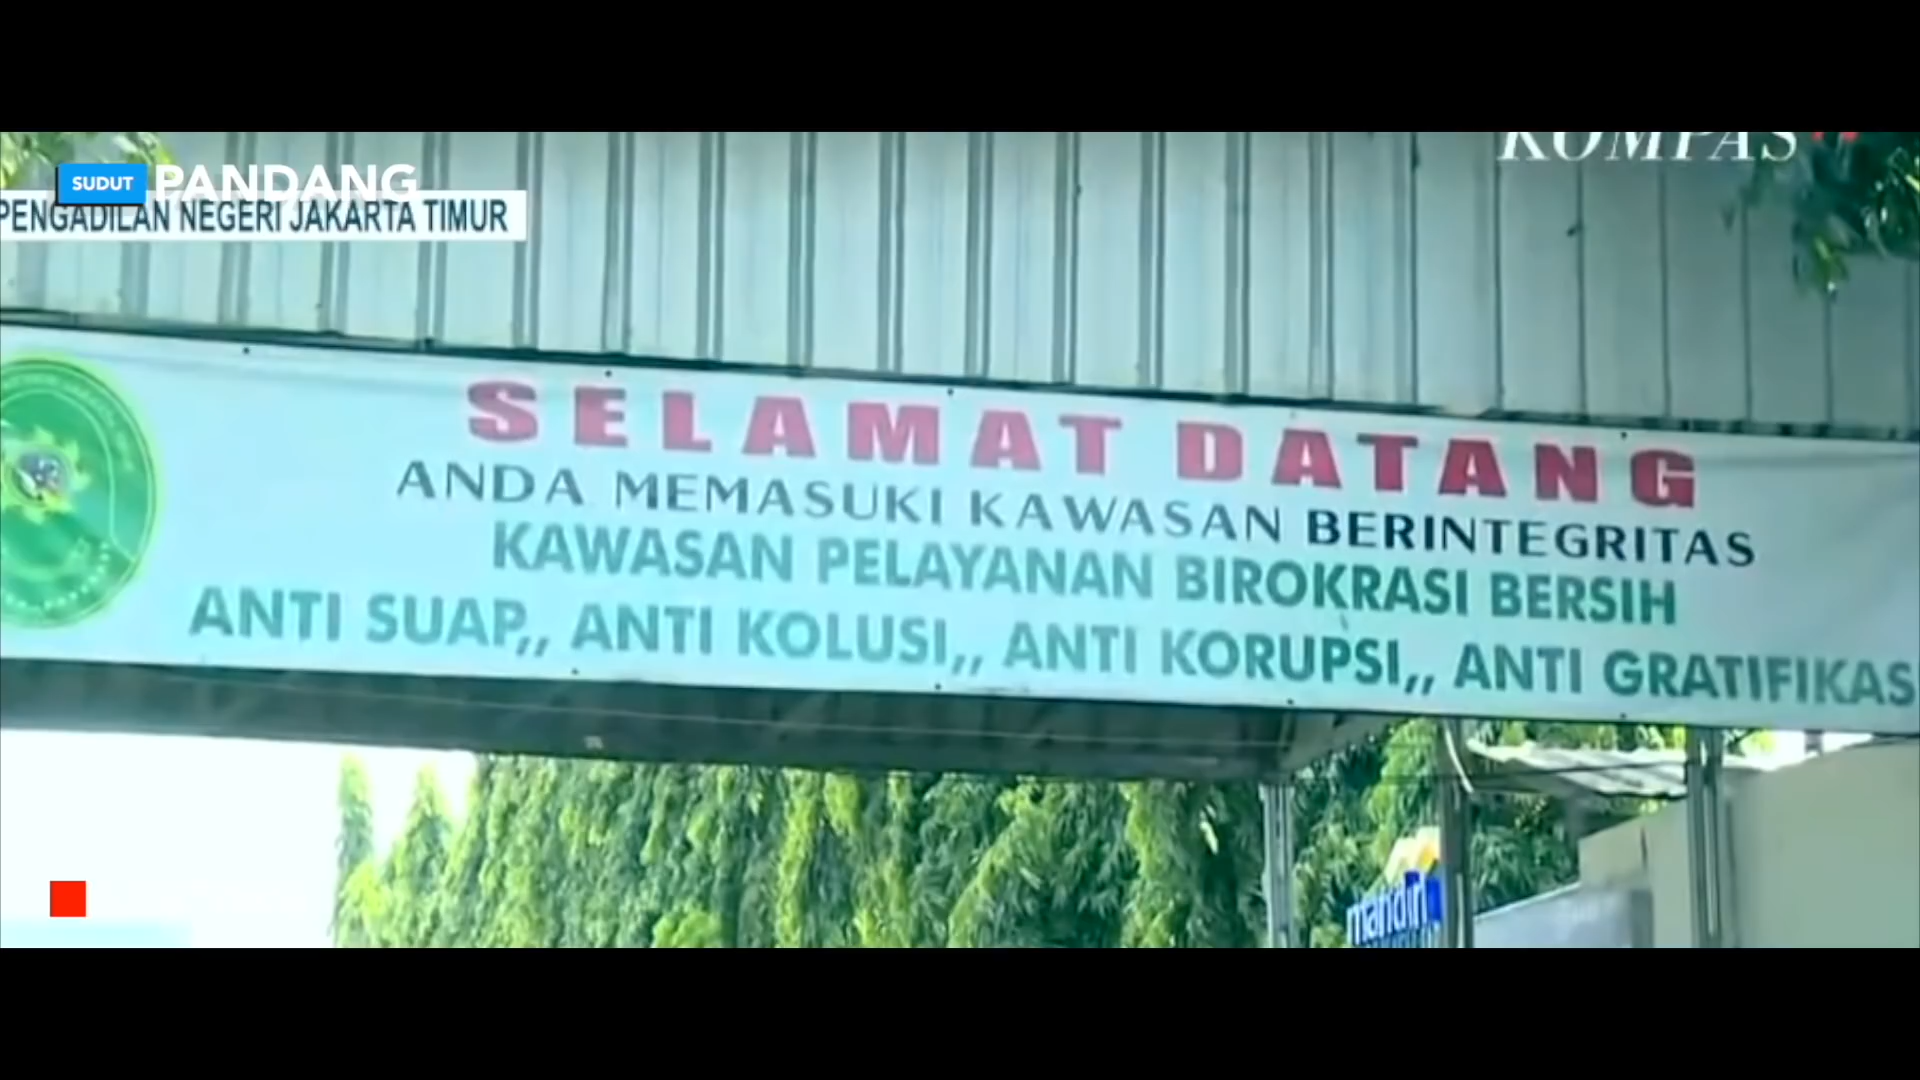 KOMPAS
SUDUT PANDANG
PENGADILAN NEGERI JAKARTA TIMUR
SELAMAT DATANG
ANDA MEMASUKI KAWASAN BERINTEGRITAS
KAWASAN PELAYANAN BIROKRASI BERSIH
ANTI SUAP,, ANTI KOLUSI,, ANTI KORUPSI,, ANTI GRATIFIKAS
mandiri